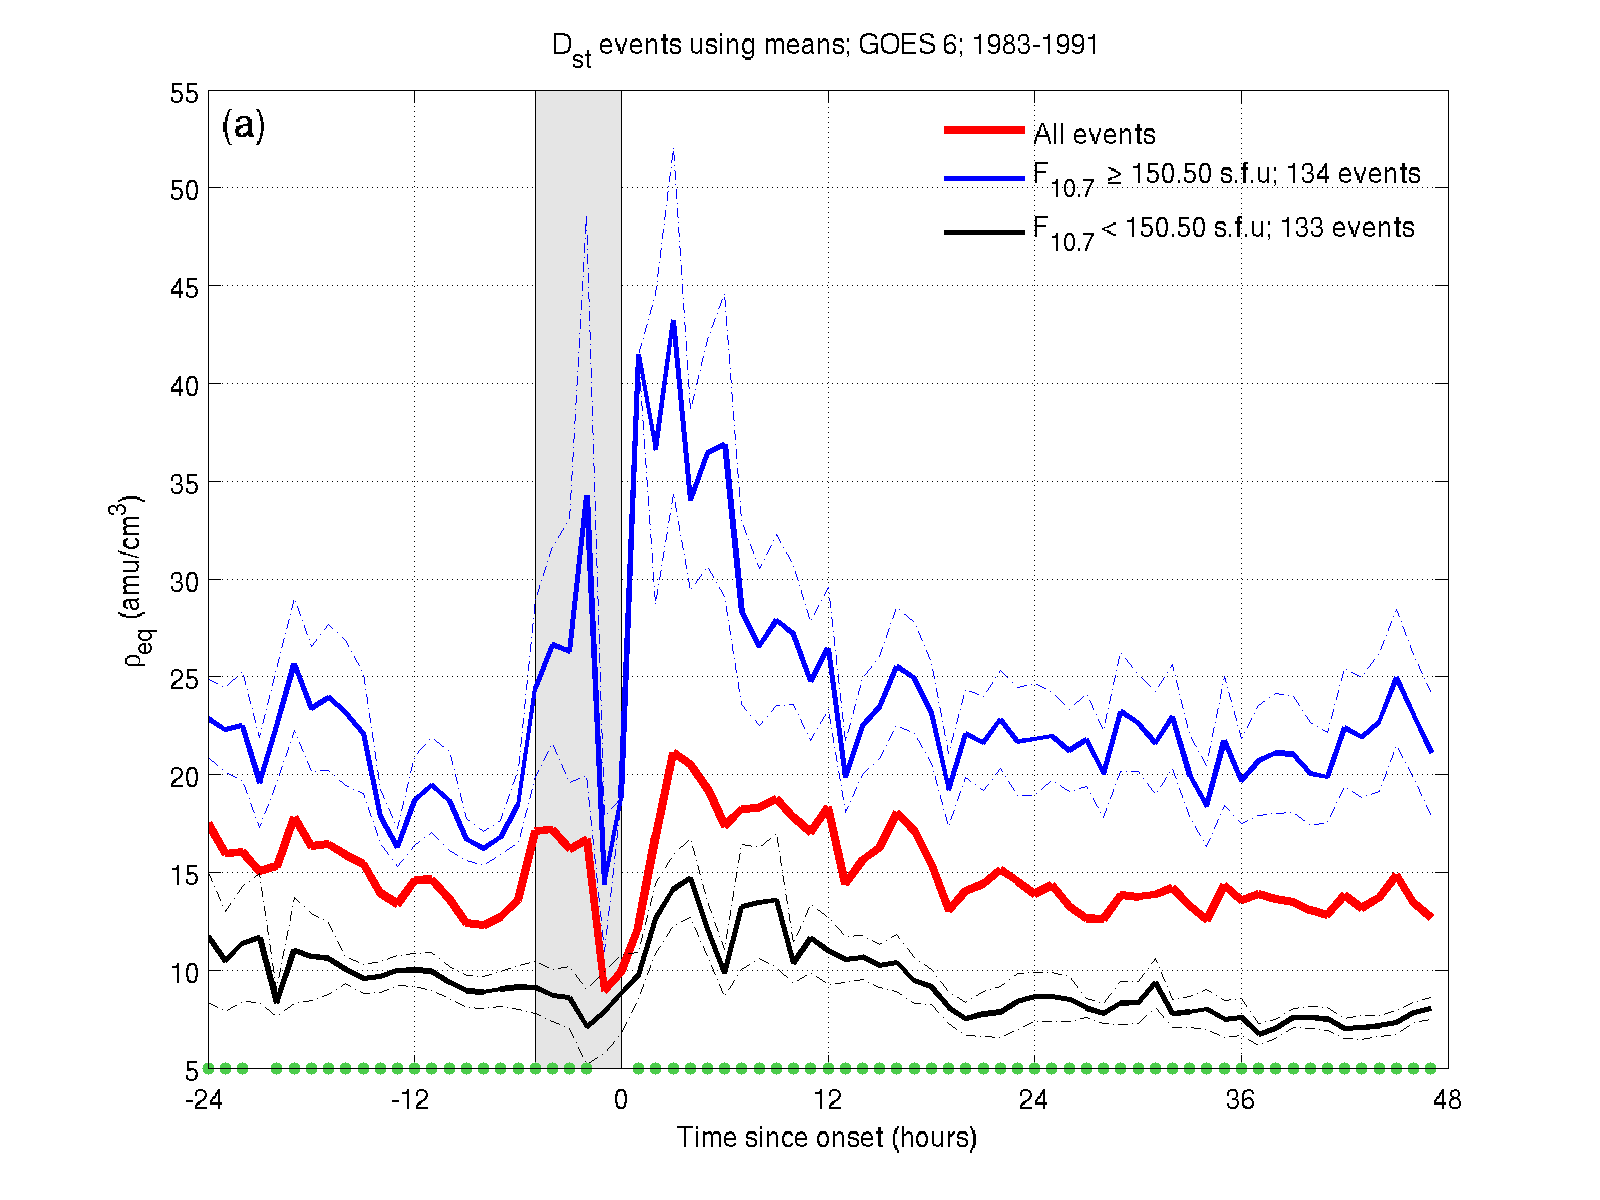 D_st events using means; GOES 6; 1983-1991
(a)
All events
F_10.7 ≥ 150.50 s.f.u; 134 events
F_10.7 < 150.50 s.f.u; 133 events
ρ_eq (amu/cm^3)
55
50
45
40
35
30
25
20
15
10
5
-24 -12 0 12 24 36 48
Time since onset (hours)